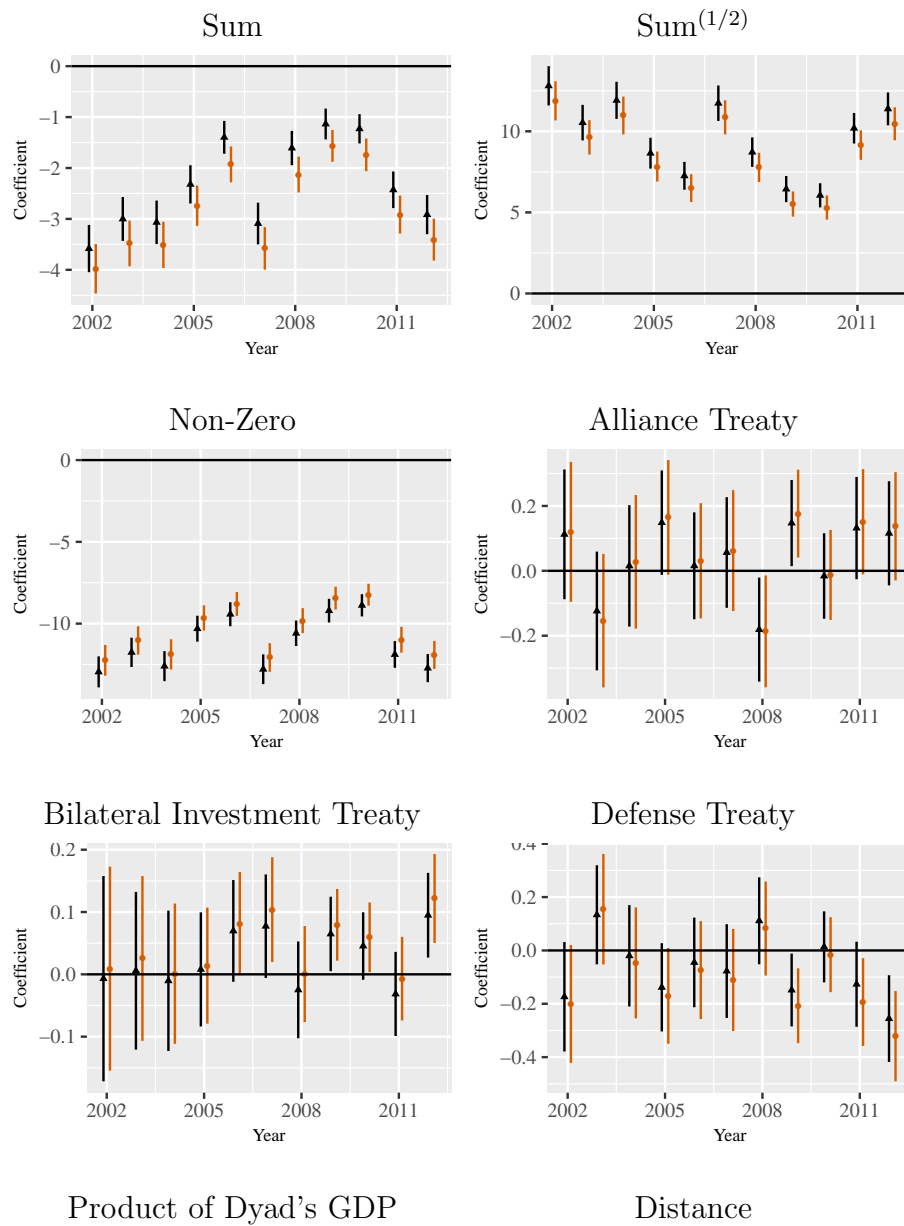 Sum
Coefficient
0
−1
−2
−3
−4
2002 2005 2008 2011
Year
Sum(1/2)
Coefficient
10
5
0
2002 2005 2008 2011
Year
Non-Zero
Coefficient
0
−5
−10
2002 2005 2008 2011
Year
Alliance Treaty
Coefficient
0.2
0.0
−0.2
2002 2005 2008 2011
Year
Bilateral Investment Treaty
Coefficient
0.2
0.1
0.0
−0.1
2002 2005 2008 2011
Year
Defense Treaty
Coefficient
0.4
0.2
0.0
−0.2
−0.4
2002 2005 2008 2011
Year
Product of Dyad's GDP
Distance